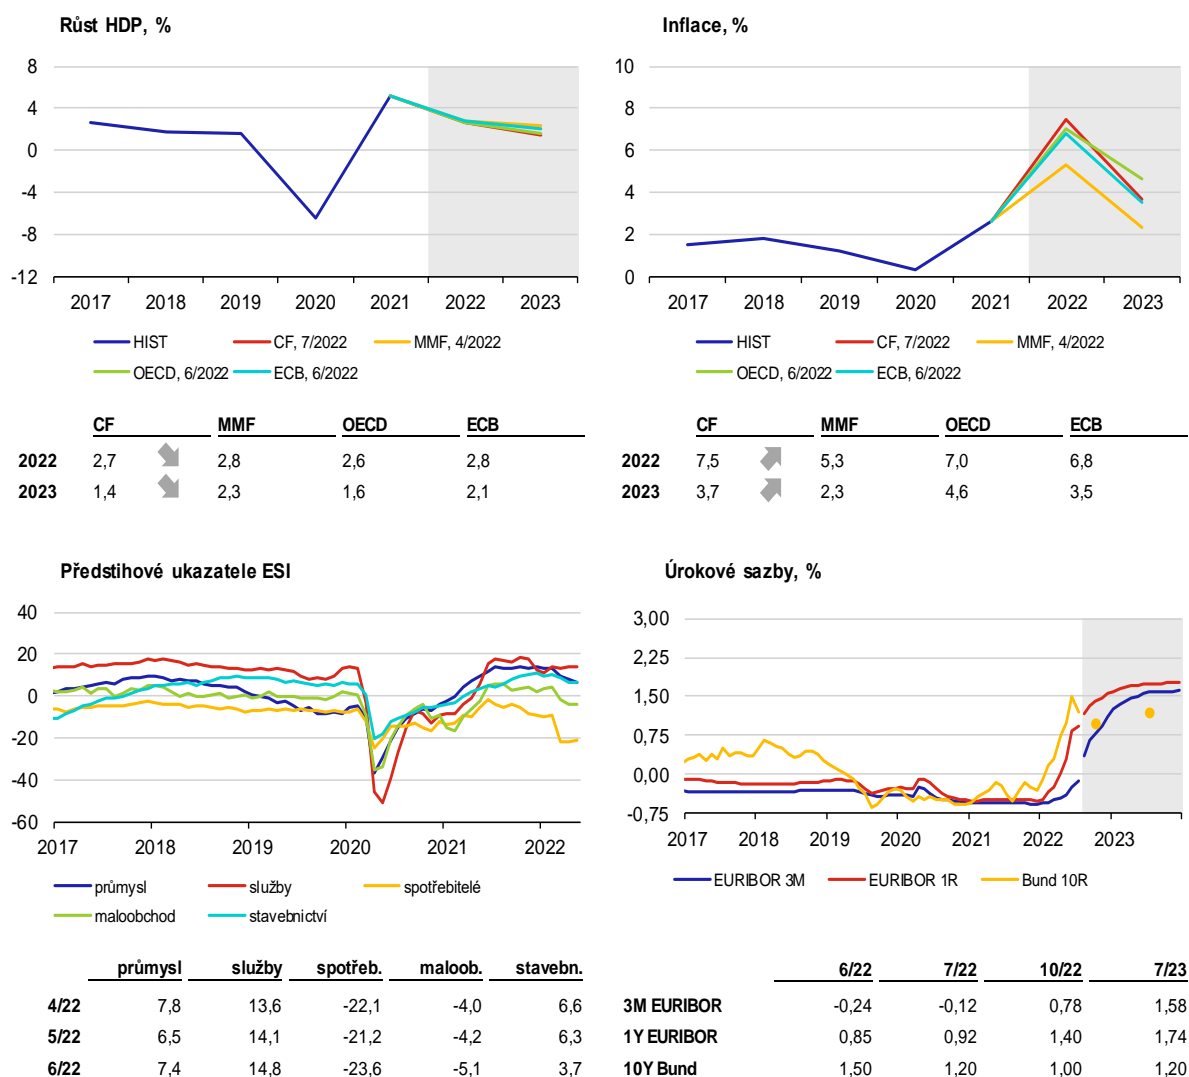 Růst HDP, %
8
4
0
-4
-8
-12
2017 2018 2019 2020 2021 2022 2023
HIST CF, 7/2022 MMF, 4/2022
OECD, 6/2022 ECB, 6/2022
CF MMF OECD ECB
2022 2,7 2,8 2,6 2,8
2023 1,4 2,3 1,6 2,1
Inflace, %
10
8
6
4
2
0
2017 2018 2019 2020 2021 2022 2023
HIST CF, 7/2022 MMF, 4/2022
OECD, 6/2022 ECB, 6/2022
CF MMF OECD ECB
2022 7,5 5,3 7,0 6,8
2023 3,7 2,3 4,6 3,5
Předstihové ukazatele ESI
40
20
0
-20
-40
-60
2017 2018 2019 2020 2021 2022
průmysl služby spotřebitelé
maloobchod stavebnictví
průmysl služby spotřeb. maloob. stavebn.
4/22 7,8 13,6 -22,1 -4,0 6,6
5/22 6,5 14,1 -21,2 -4,2 6,3
6/22 7,4 14,8 -23,6 -5,1 3,7
Úrokové sazby, %
3,00
2,25
1,50
0,75
0,00
-0,75
2017 2018 2019 2020 2021 2022 2023
EURIBOR 3M EURIBOR 1R Bund 10R
6/22 7/22 10/22 7/23
3M EURIBOR -0,24 -0,12 0,78 1,58
1Y EURIBOR 0,85 0,92 1,40 1,74
10Y Bund 1,50 1,20 1,00 1,20